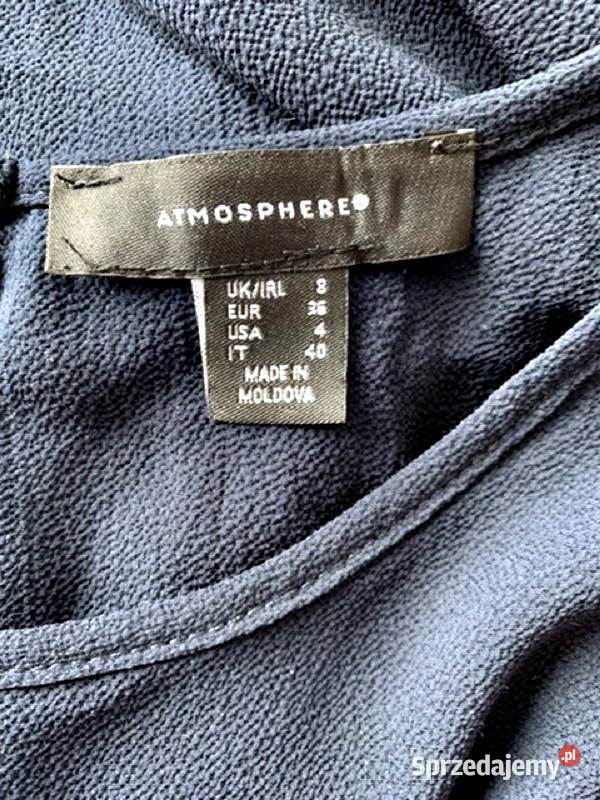 ATMOSPHERE
UK/IRL 8
EUR 36
USA 4
IT 40
MADE IN
MOLDOVA
Sprzedajemy.pl